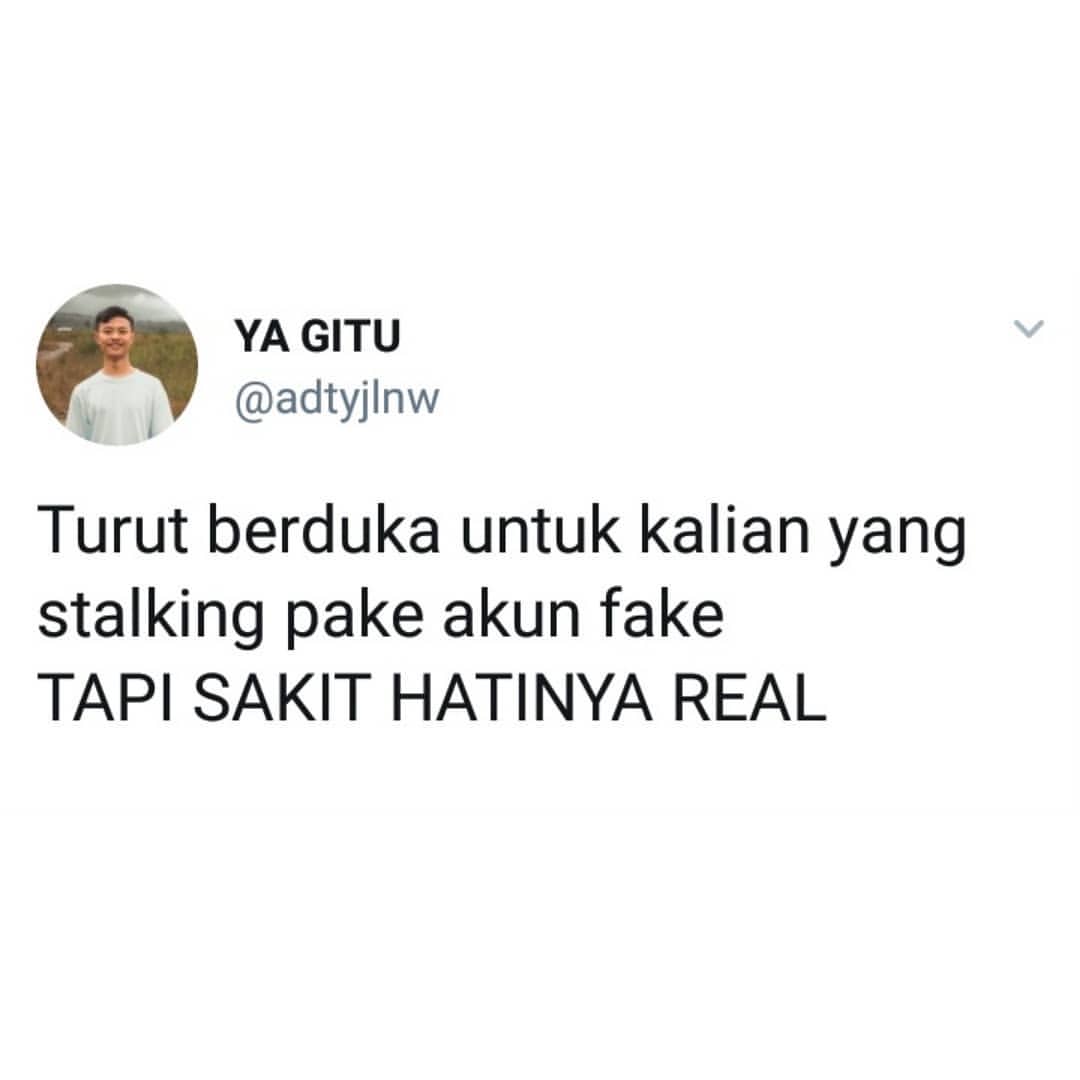 YA GITU
@adtyjlnw
Turut berduka untuk kalian yang
stalking pake akun fake
TAPI SAKIT HATINYA REAL